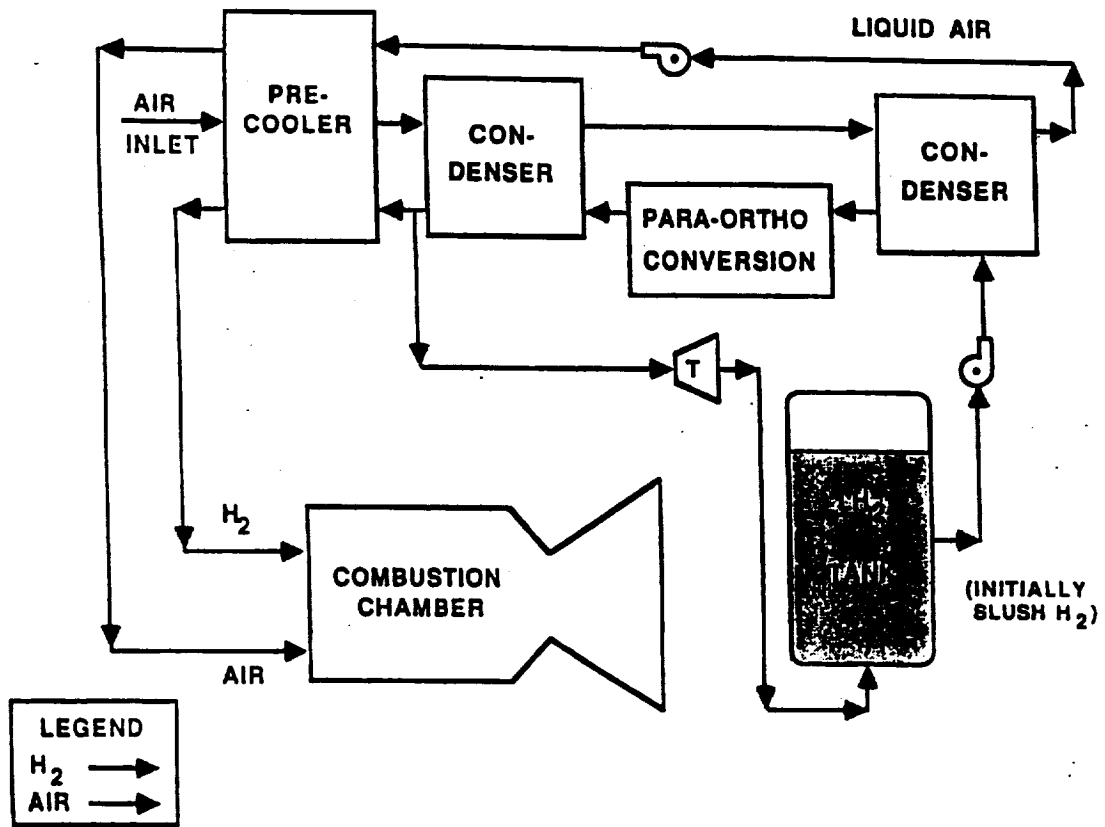 LIQUID AIR
AIR
INLET
PRE-
COOLER
CON-
DENSER
PARA-ORTHO
CONVERSION
CON-
DENSER
T
H2
COMBUSTION
CHAMBER
AIR
TANK
(INITIALLY
SLUSH H2)
LEGEND
H2
AIR